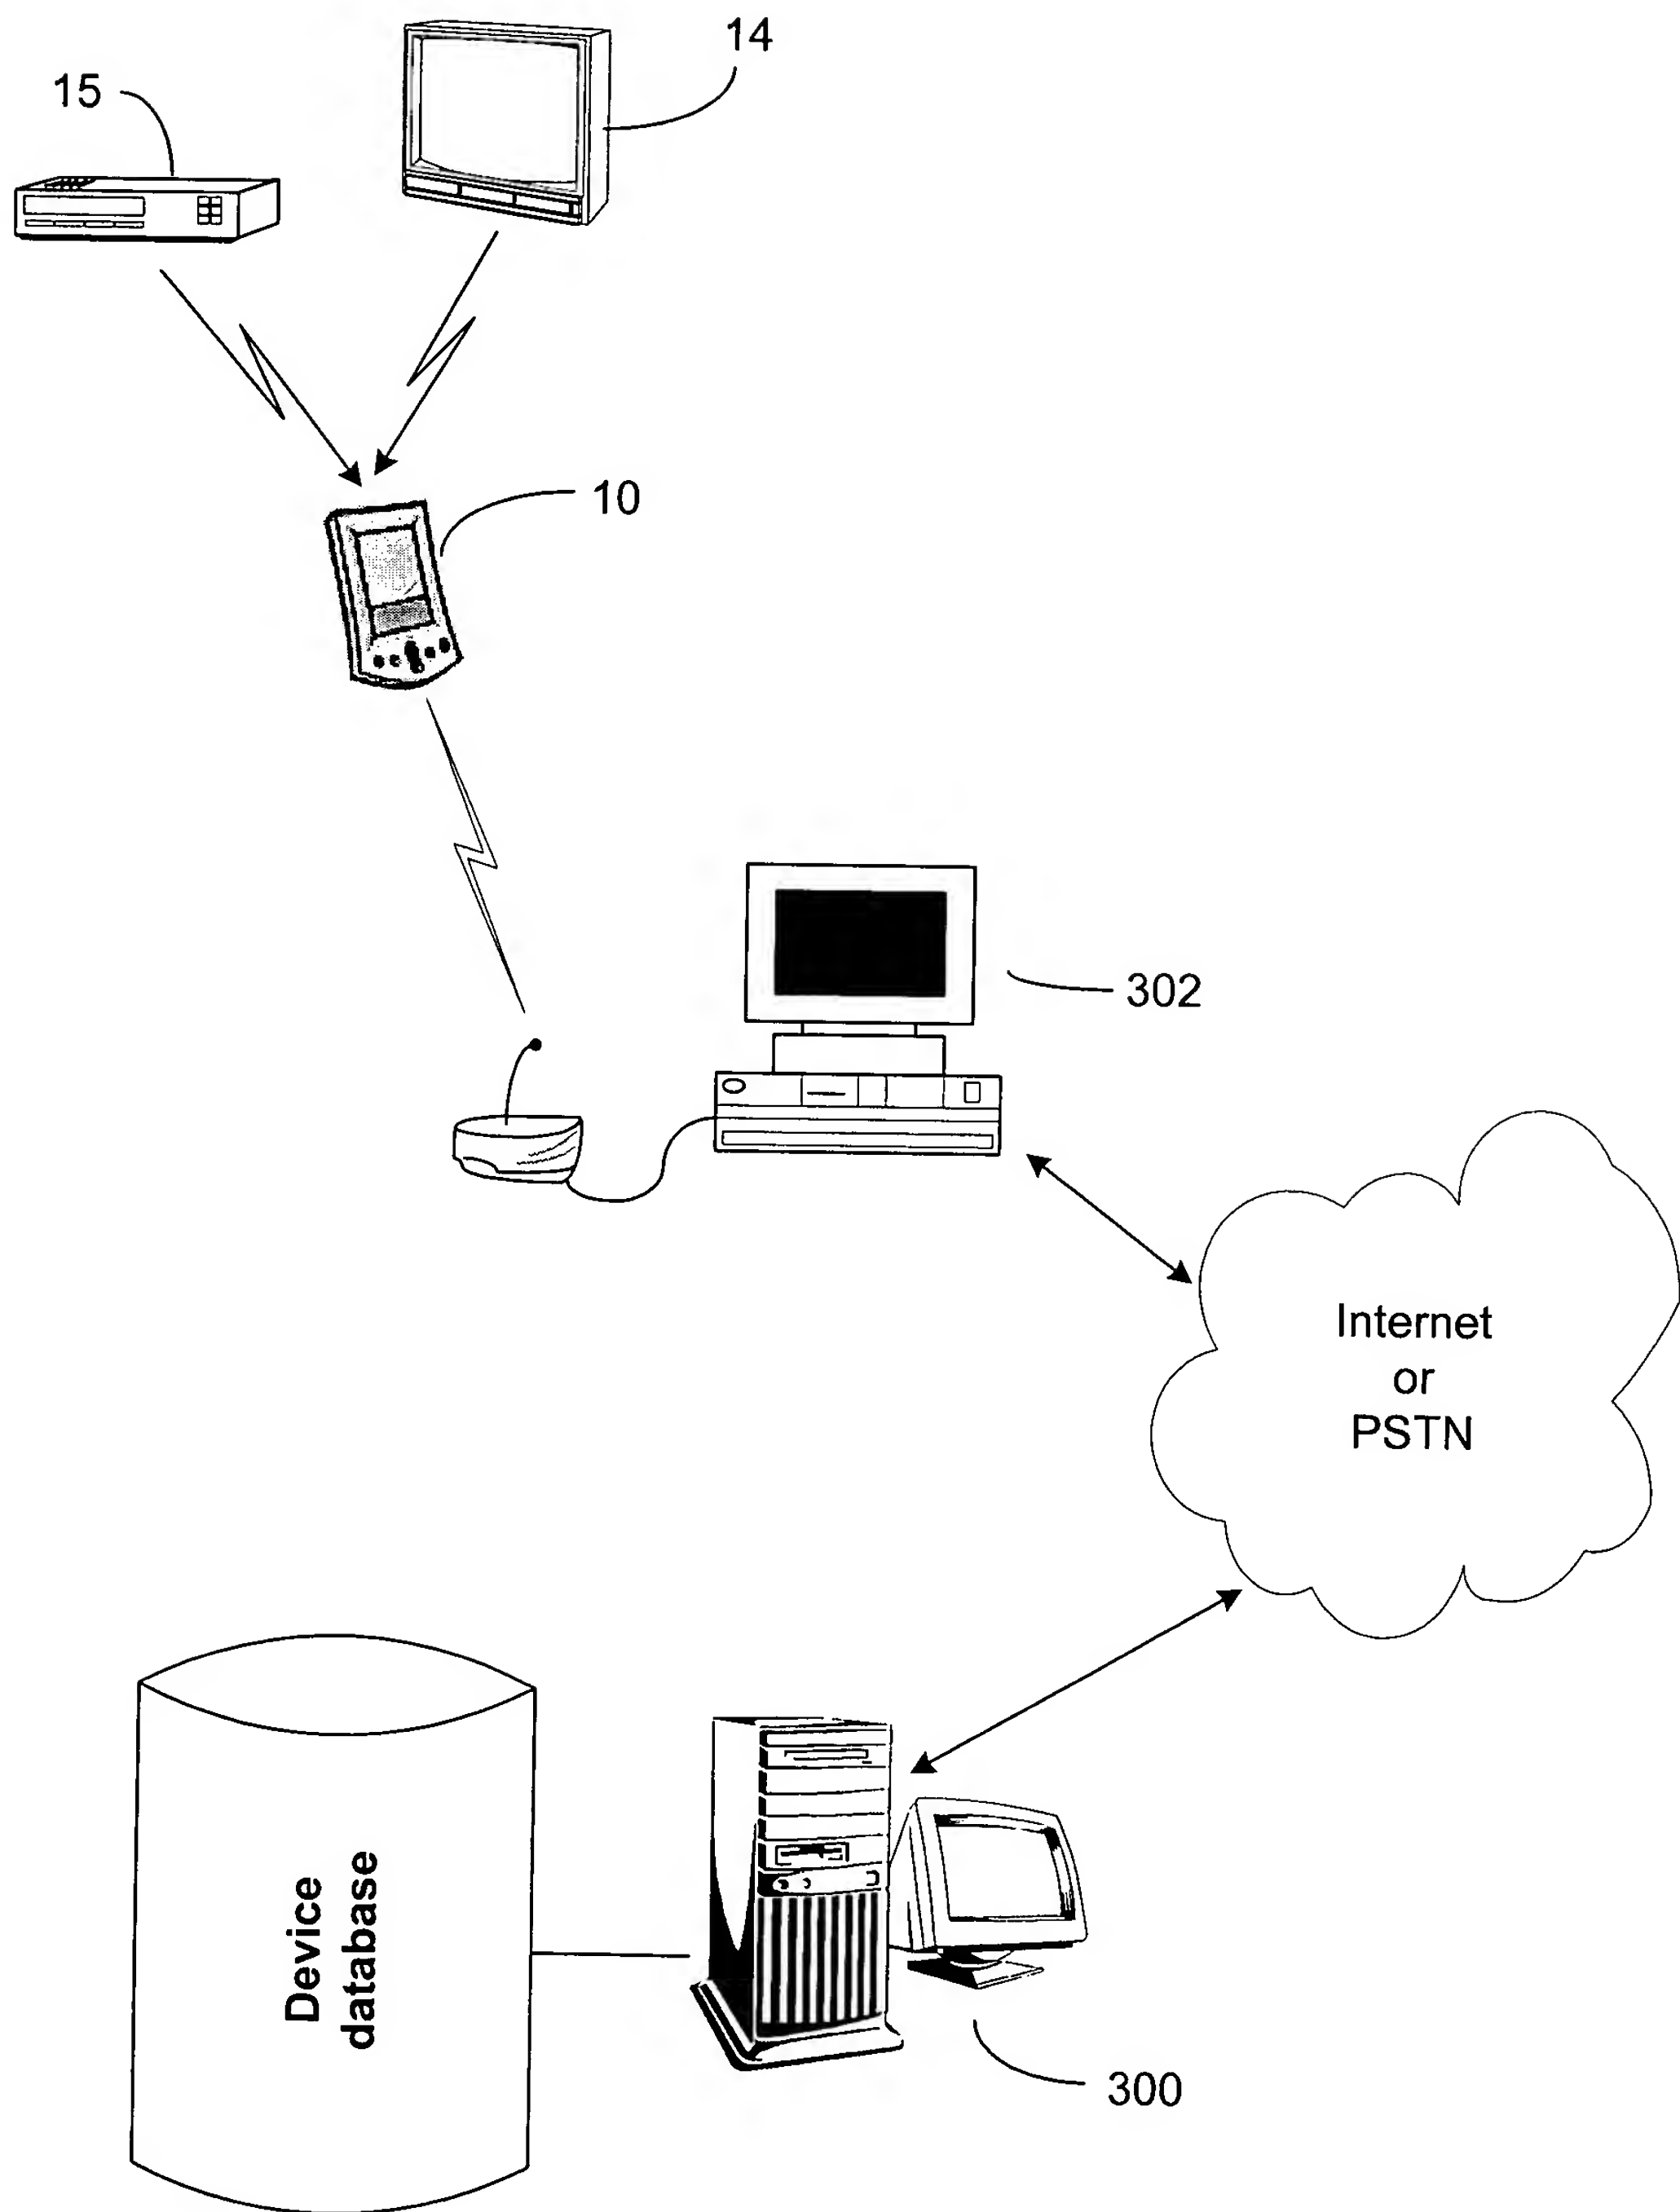 14
15
10
302
Internet
or
PSTN
Device
database
300